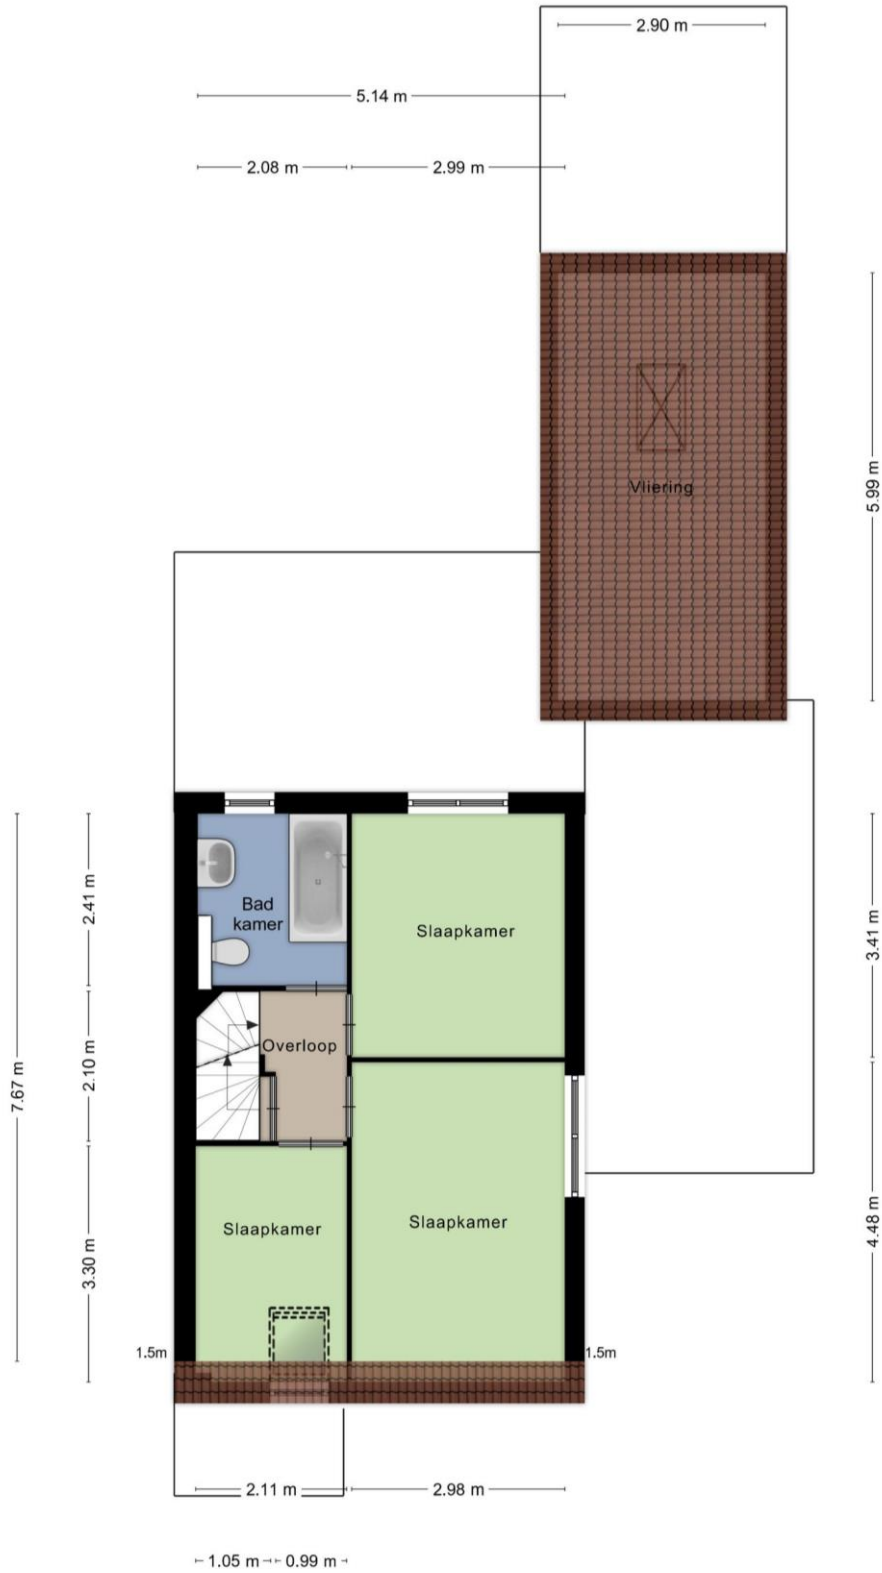 2.90 m
5.14 m
2.08 m
2.99 m
5.99 m
Vliering
2.41 m
Bad
kamer
Slaapkamer
3.41 m
7.67 m
2.10 m
Overloop
Slaapkamer
Slaapkamer
4.48 m
3.30 m
1.5m
1.5m
2.11 m
2.98 m
1.05 m
0.99 m